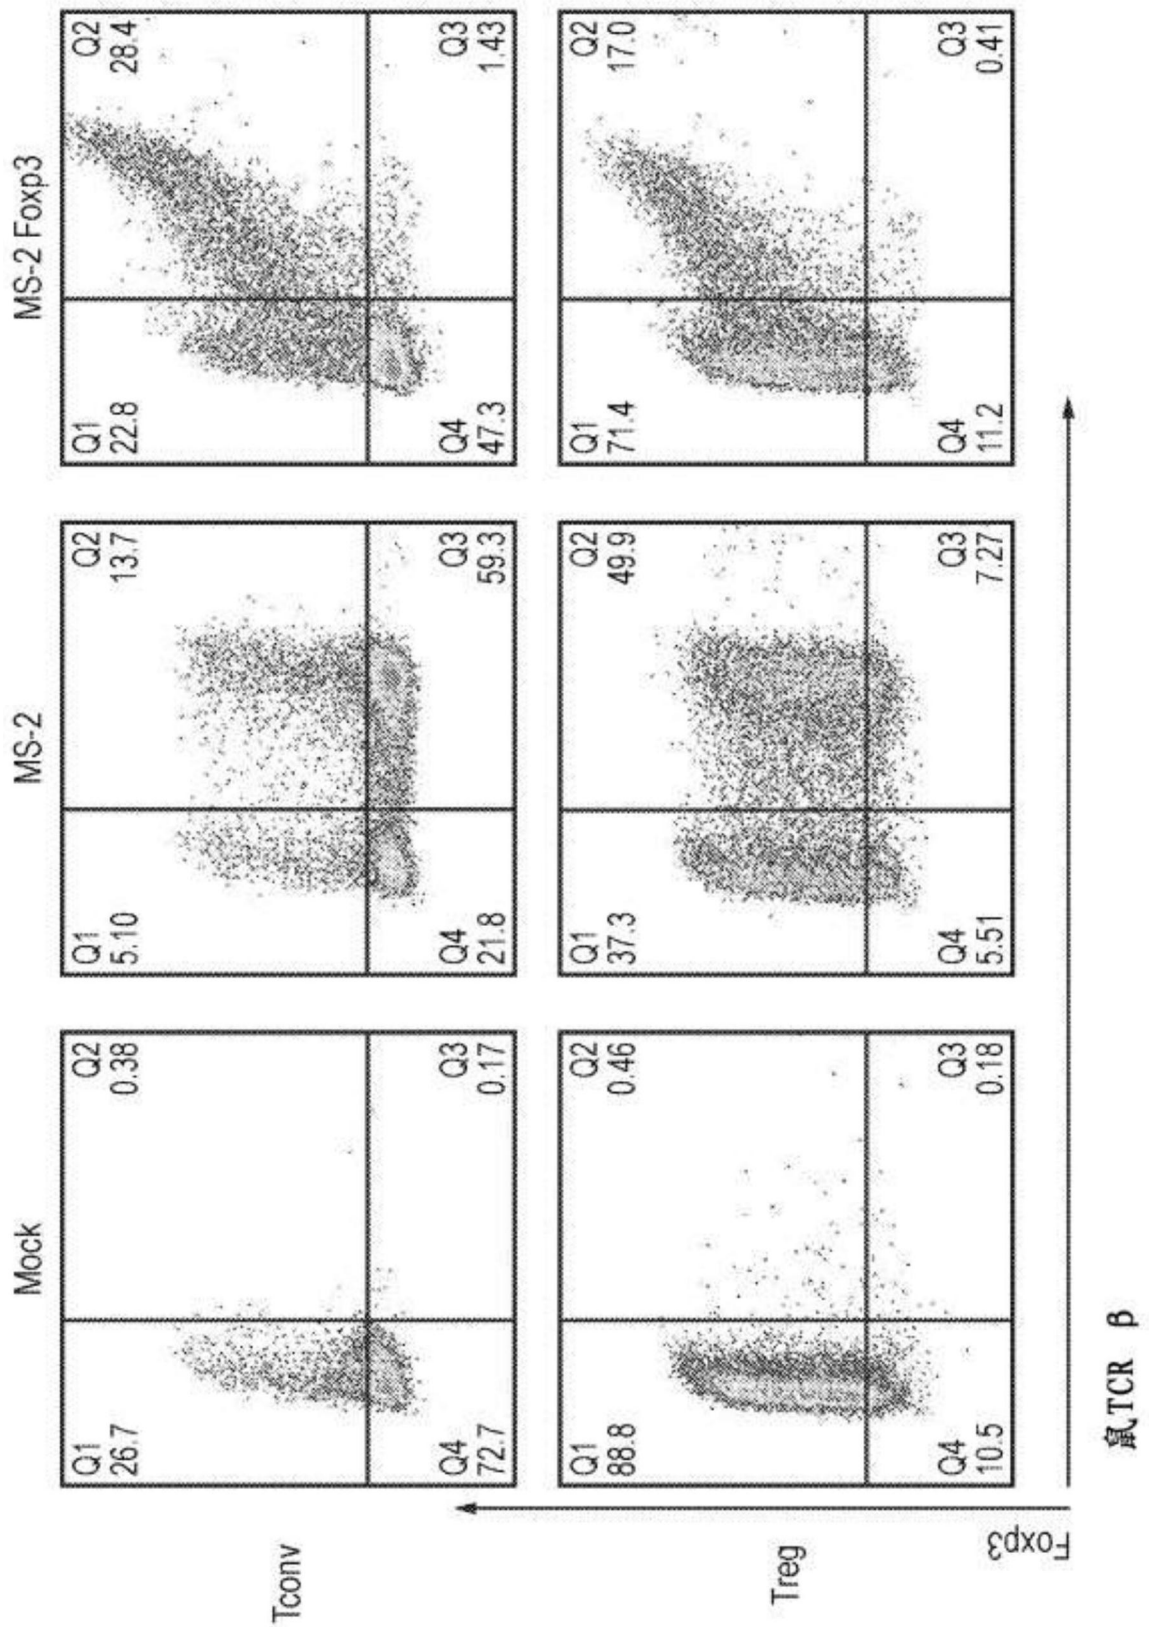 Mock
MS-2
MS-2 Foxp3
Tconv
Q1
26.7
Q2
0.38
Q4
72.7
Q3
0.17
Q1
5.10
Q2
13.7
Q4
21.8
Q3
59.3
Q1
22.8
Q2
28.4
Q4
47.3
Q3
1.43
Treg
Q1
88.8
Q2
0.46
Q4
10.5
Q3
0.18
Q1
37.3
Q2
49.9
Q4
5.51
Q3
7.27
Q1
71.4
Q2
17.0
Q4
11.2
Q3
0.41
Foxp3
鼠TCR β